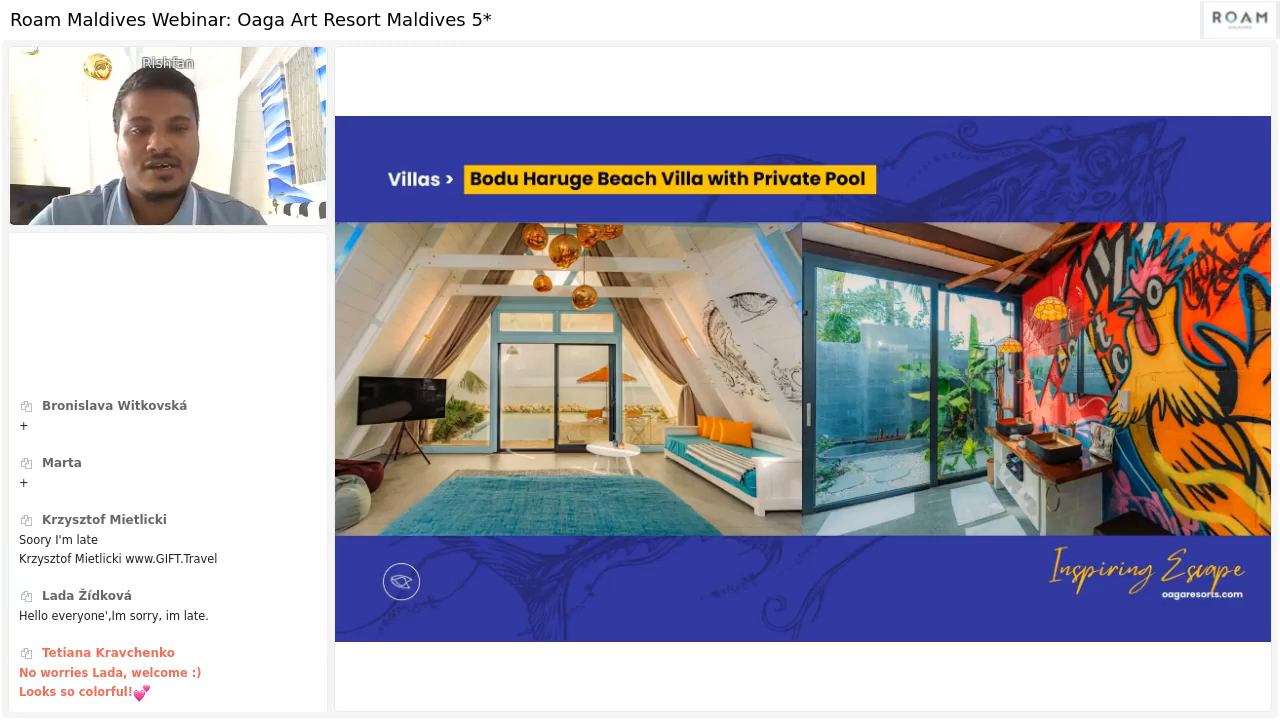 Roam Maldives Webinar: Oaga Art Resort Maldives 5*
ROAM
Rishfan
Villas > Bodu Haruge Beach Villa with Private Pool
Bronislava Witkovská
+
Marta
+
Krzysztof Mietlicki
Soory I'm late
Krzysztof Mietlicki www.GIFT.Travel
Lada Žídková
Hello everyone',Im sorry, im late.
Tetiana Kravchenko
No worries Lada, welcome :)
Looks so colorful!💕
Inspiring Escape
oagaresorts.com